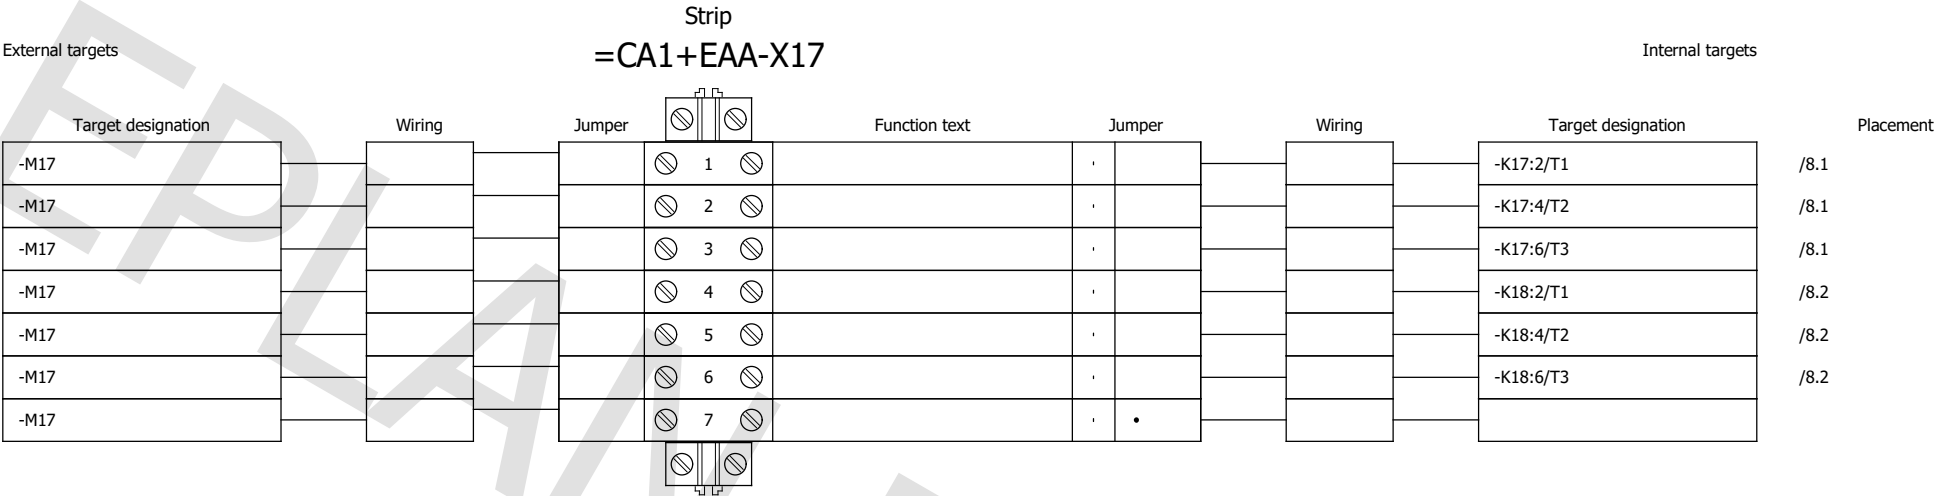 Strip
External targets =CA1+EAA-X17 Internal targets
Target designation Wiring Jumper Function text Jumper Wiring Target designation Placement
-M17 1 -K17:2/T1 /8.1
-M17 2 -K17:4/T2 /8.1
-M17 3 -K17:6/T3 /8.1
-M17 4 -K18:2/T1 /8.2
-M17 5 -K18:4/T2 /8.2
-M17 6 -K18:6/T3 /8.2
-M17 7
EPLAN